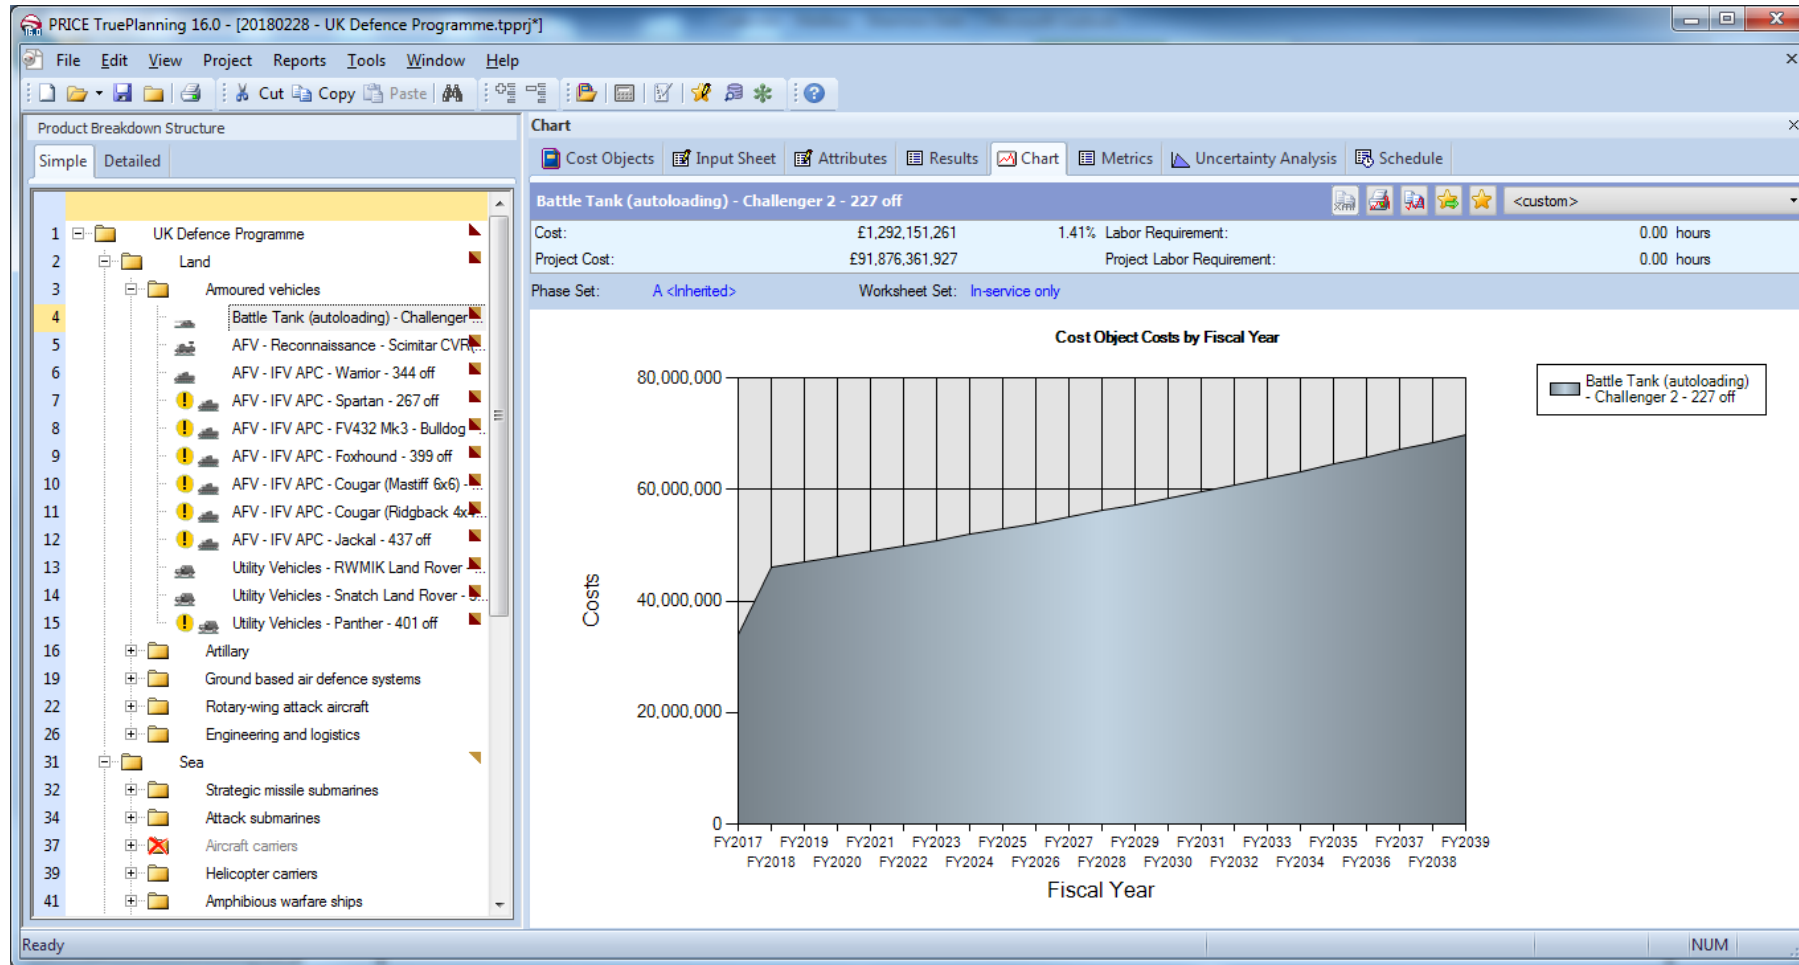 PRICE TruePlanning 16.0 - [20180228 - UK Defence Programme.tpprj*]
File Edit View Project Reports Tools Window Help
Cut Copy Paste
Product Breakdown Structure
Simple Detailed
1 UK Defence Programme
2 Land
3 Armoured vehicles
4 Battle Tank (autoloading) - Challenger ...
5 AFV - Reconnaissance - Scimitar CVR(...
6 AFV - IFV APC - Warrior - 344 off
7 AFV - IFV APC - Spartan - 267 off
8 AFV - IFV APC - FV432 Mk3 - Bulldog ...
9 AFV - IFV APC - Foxhound - 399 off
10 AFV - IFV APC - Cougar (Mastiff 6x6) - ...
11 AFV - IFV APC - Cougar (Ridgback 4x4...
12 AFV - IFV APC - Jackal - 437 off
13 Utility Vehicles - RWMIK Land Rover - ...
14 Utility Vehicles - Snatch Land Rover - ...
15 Utility Vehicles - Panther - 401 off
16 Artillary
19 Ground based air defence systems
22 Rotary-wing attack aircraft
26 Engineering and logistics
31 Sea
32 Strategic missile submarines
34 Attack submarines
37 Aircraft carriers
39 Helicopter carriers
41 Amphibious warfare ships
Chart
Cost Objects Input Sheet Attributes Results Chart Metrics Uncertainty Analysis Schedule
Battle Tank (autoloading) - Challenger 2 - 227 off <custom>
Cost: £1,292,151,261 1.41% Labor Requirement: 0.00 hours
Project Cost: £91,876,361,927 Project Labor Requirement: 0.00 hours
Phase Set: A <Inherited> Worksheet Set: In-service only
Cost Object Costs by Fiscal Year
80,000,000
60,000,000
40,000,000
20,000,000
0
Costs
FY2017 FY2019 FY2021 FY2023 FY2025 FY2027 FY2029 FY2031 FY2033 FY2035 FY2037 FY2039
FY2018 FY2020 FY2022 FY2024 FY2026 FY2028 FY2030 FY2032 FY2034 FY2036 FY2038
Fiscal Year
Battle Tank (autoloading)
- Challenger 2 - 227 off
Ready NUM